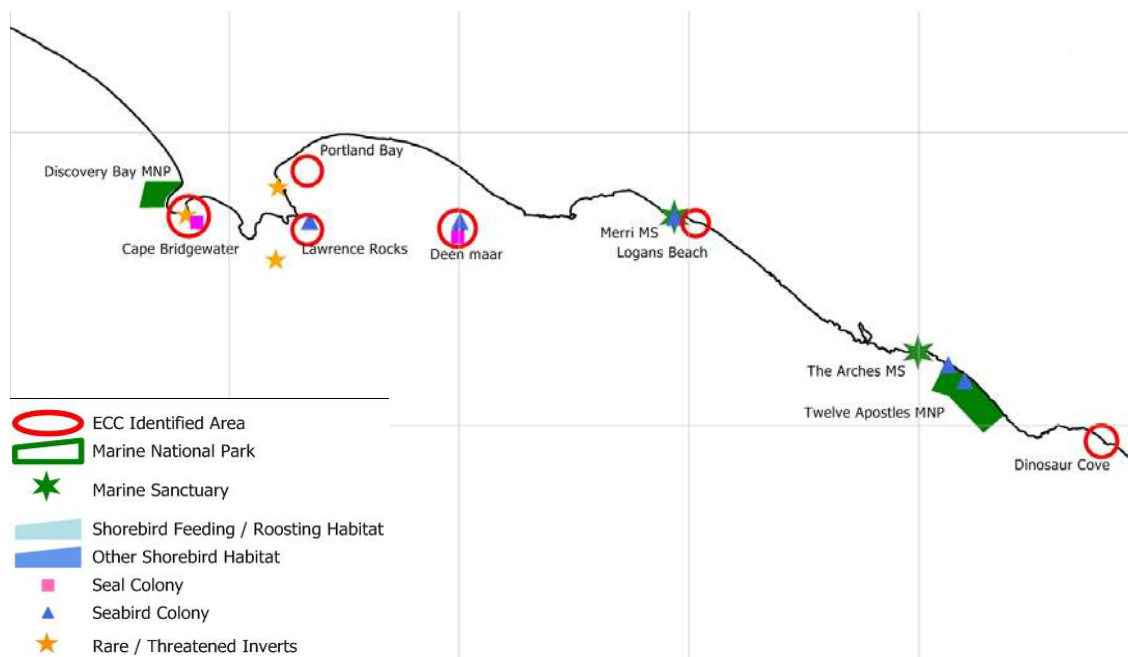 Portland Bay
Discovery Bay MNP
Cape Bridgewater
Lawrence Rocks
Deen maar
Merri MS
Logans Beach
The Arches MS
Twelve Apostles MNP
Dinosaur Cove
ECC Identified Area
Marine National Park
Marine Sanctuary
Shorebird Feeding / Roosting Habitat
Other Shorebird Habitat
Seal Colony
Seabird Colony
Rare / Threatened Inverts